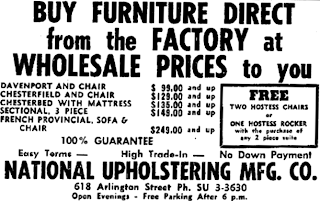 BUY FURNITURE DIRECT
from the FACTORY at
WHOLESALE PRICES to you
DAVENPORT AND CHAIR $ 99.00 and up
CHESTERFIELD AND CHAIR $129.00 and up
CHESTERBED WITH MATTRESS $135.00 and up
SECTIONAL, 3 PIECE $148.00 and up
FRENCH PROVINCIAL, SOFA &
CHAIR $249.00 and up
FREE
TWO HOSTESS CHAIRS
or
ONE HOSTESS ROCKER
with the purchase of
any 2 piece suite
100% GUARANTEE
Easy Terms — High Trade-In — No Down Payment
NATIONAL UPHOLSTERING MFG. CO.
618 Arlington Street Ph. SU 3-3630
Open Evenings - Free Parking After 6 p.m.